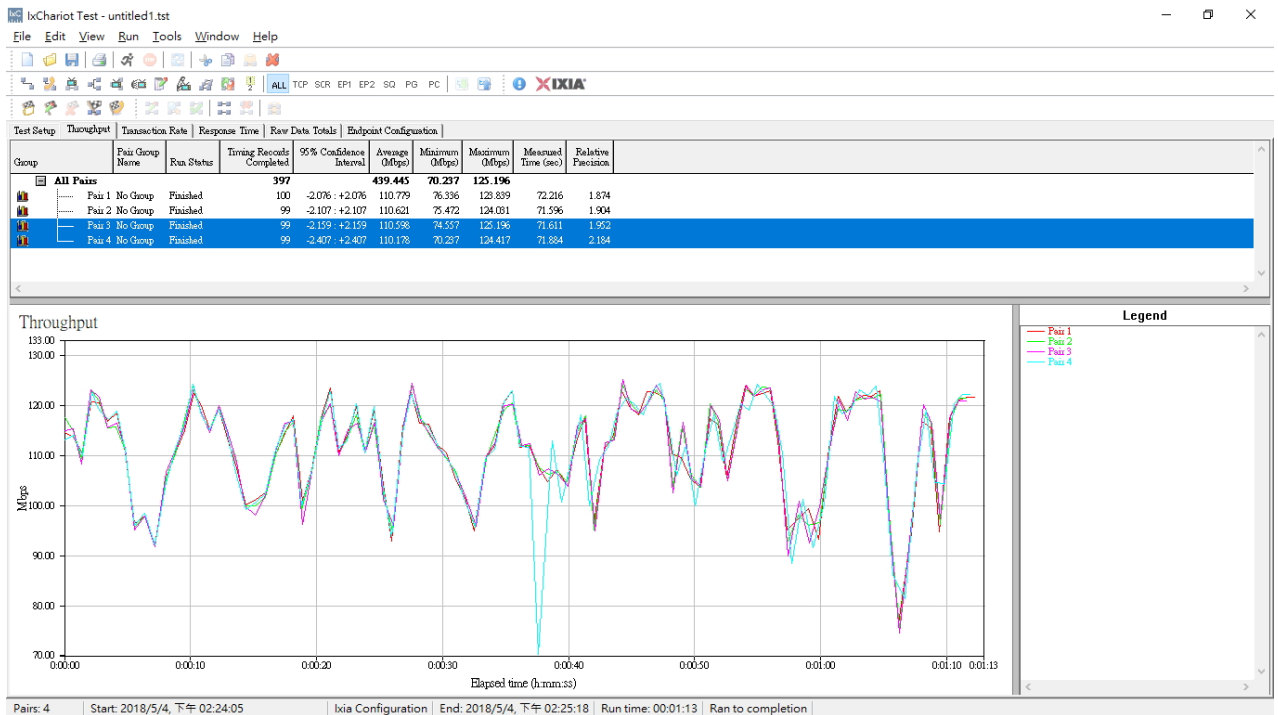 IxChariot Test - untitled1.tst
File Edit View Run Tools Window Help
ALL TCP SCR EP1 EP2 SQ PG PC IXIA
Test Setup Throughput Transaction Rate Response Time Raw Data Totals Endpoint Configuration
Group Pair Group Name Run Status Timing Records Completed 95% Confidence Interval Average (Mbps) Minimum (Mbps) Maximum (Mbps) Measured Time (sec) Relative Precision
All Pairs 397 439.445 70.237 125.196
Pair 1 No Group Finished 100 -2.076 : +2.076 110.779 76.336 123.839 72.216 1.874
Pair 2 No Group Finished 99 -2.107 : +2.107 110.621 75.472 124.031 71.596 1.904
Pair 3 No Group Finished 99 -2.159 : +2.159 110.598 74.557 125.196 71.611 1.952
Pair 4 No Group Finished 99 -2.407 : +2.407 110.178 70.237 124.417 71.884 2.184
Throughput
133.00
130.00
120.00
110.00
100.00
90.00
80.00
70.00
Mbps
0:00:00 0:00:10 0:00:20 0:00:30 0:00:40 0:00:50 0:01:00 0:01:10 0:01:13
Elapsed time (h:mm:ss)
Legend
Pair 1
Pair 2
Pair 3
Pair 4
Pairs: 4 Start: 2018/5/4, 下午 02:24:05 Ixia Configuration End: 2018/5/4, 下午 02:25:18 Run time: 00:01:13 Ran to completion